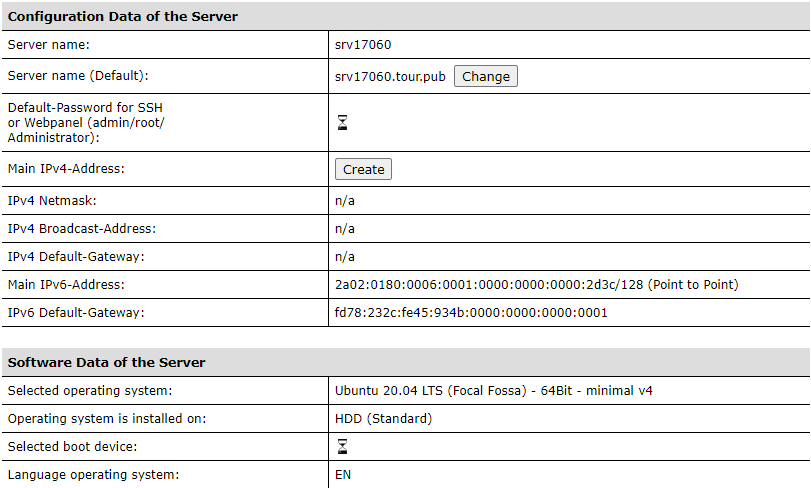 Configuration Data of the Server
Server name: srv17060
Server name (Default): srv17060.tour.pub Change
Default-Password for SSH
or Webpanel (admin/root/
Administrator):
Main IPv4-Address: Create
IPv4 Netmask: n/a
IPv4 Broadcast-Address: n/a
IPv4 Default-Gateway: n/a
Main IPv6-Address: 2a02:0180:0006:0001:0000:0000:0000:2d3c/128 (Point to Point)
IPv6 Default-Gateway: fd78:232c:fe45:934b:0000:0000:0000:0001
Software Data of the Server
Selected operating system: Ubuntu 20.04 LTS (Focal Fossa) - 64Bit - minimal v4
Operating system is installed on: HDD (Standard)
Selected boot device:
Language operating system: EN